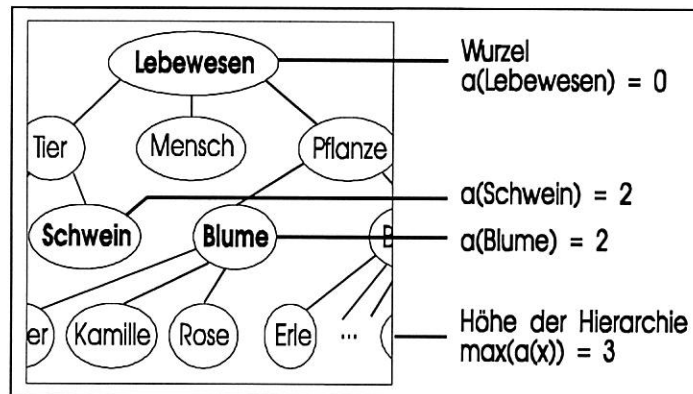 Lebewesen
Wurzel
a(Lebewesen) = 0
Tier
Mensch
Pflanze
Schwein
a(Schwein) = 2
Blume
a(Blume) = 2
er
Kamille
Rose
Erle
...
Höhe der Hierarchie
max(a(x)) = 3